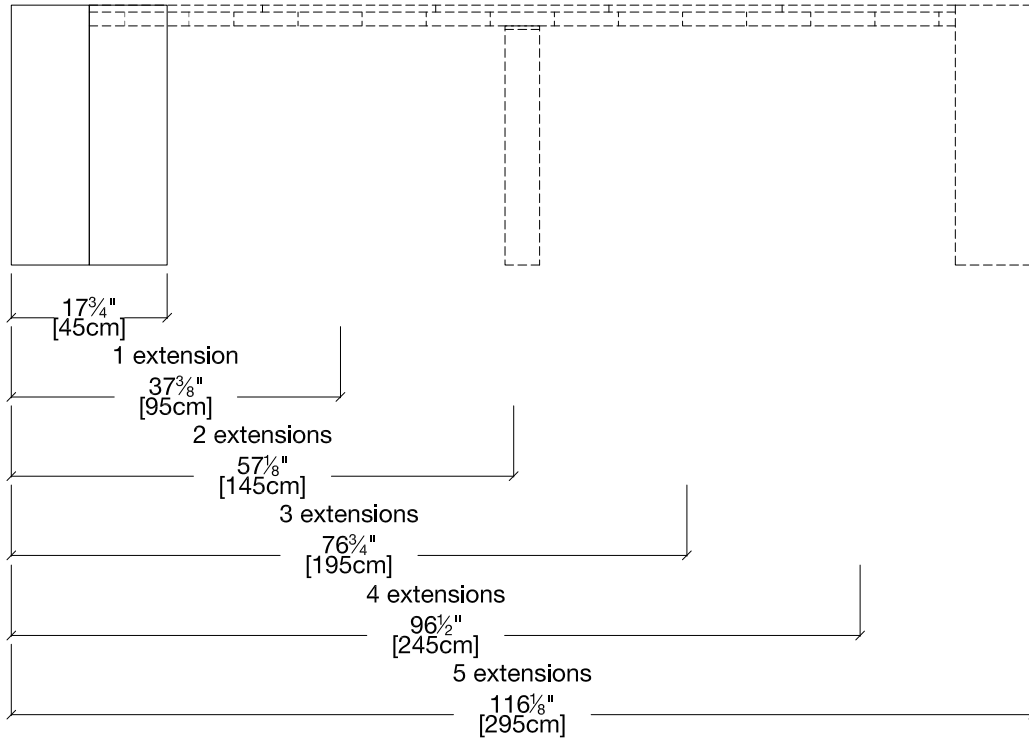 17¾"
[45cm]
1 extension
37⅜"
[95cm]
2 extensions
57⅛"
[145cm]
3 extensions
76¾"
[195cm]
4 extensions
96½"
[245cm]
5 extensions
116⅛"
[295cm]